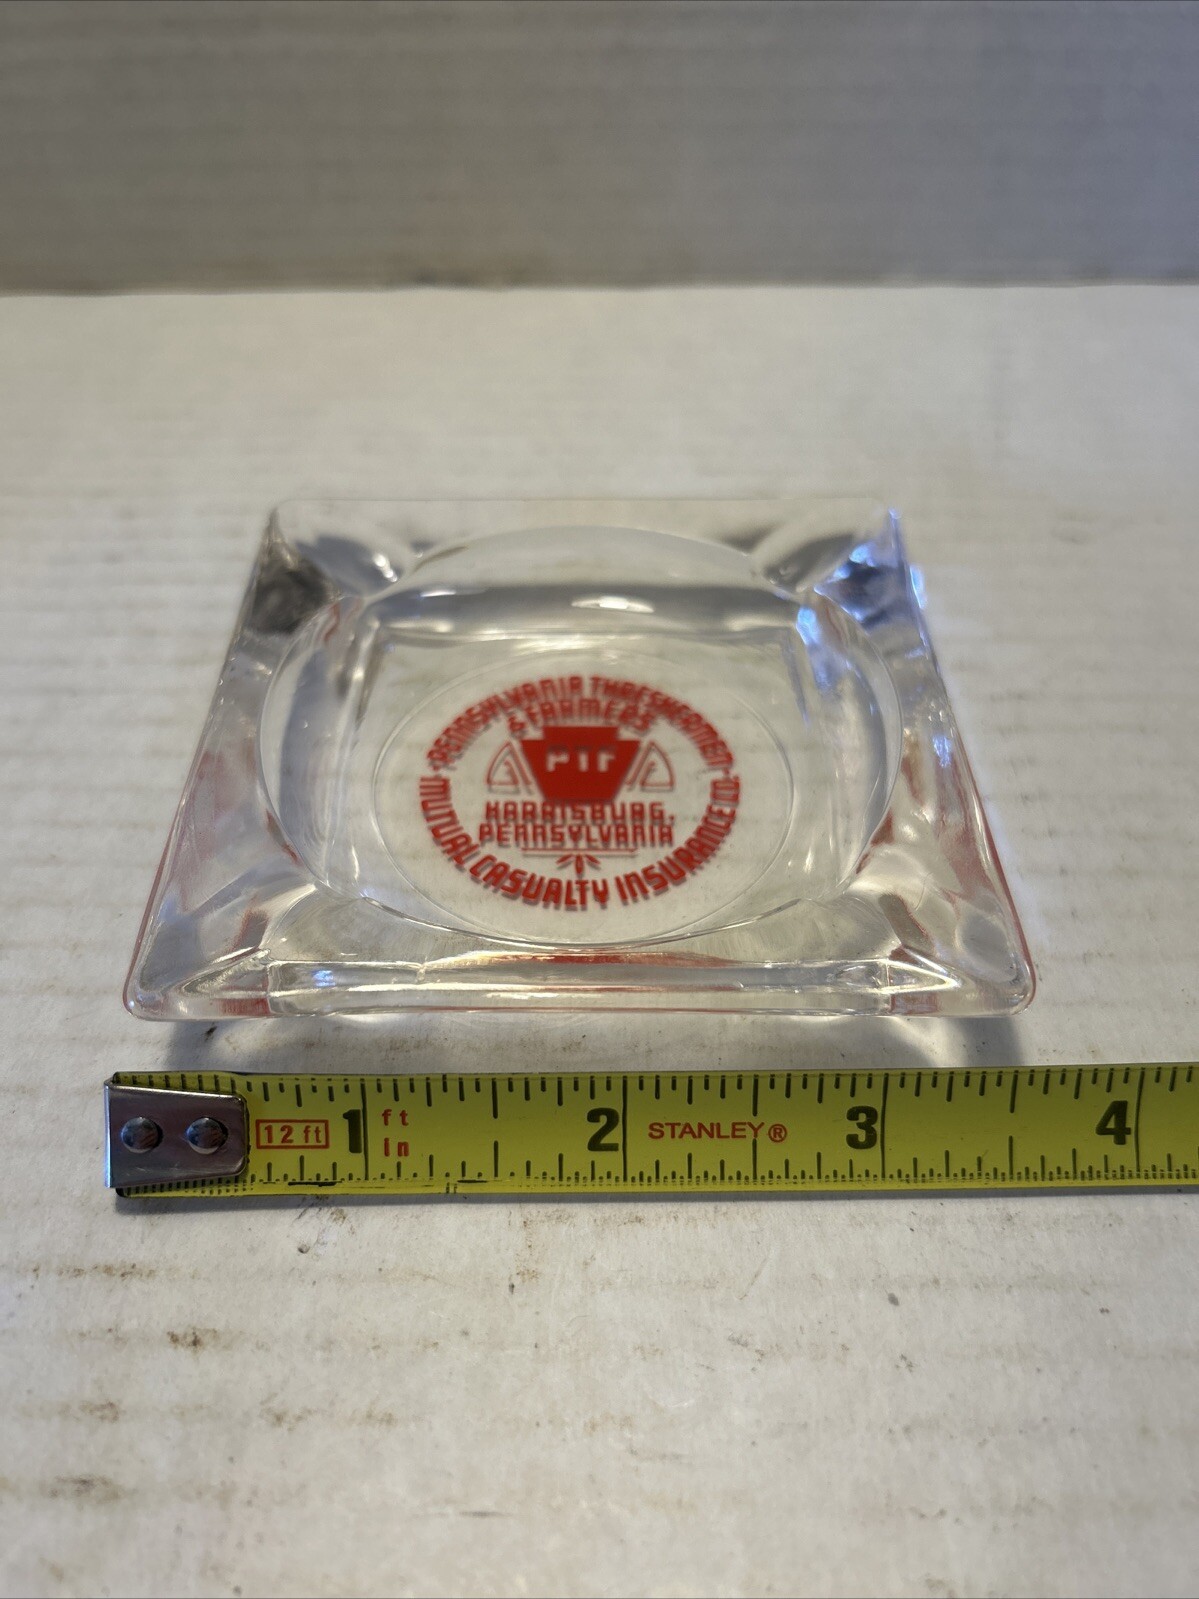 PENNSYLVANIA THRESHERMEN
& FARMERS
PTF
HARRISBURG,
PENNSYLVANIA
MUTUAL CASUALTY INSURANCE CO.
12 ft
1
ft
in
2
STANLEY®
3
4